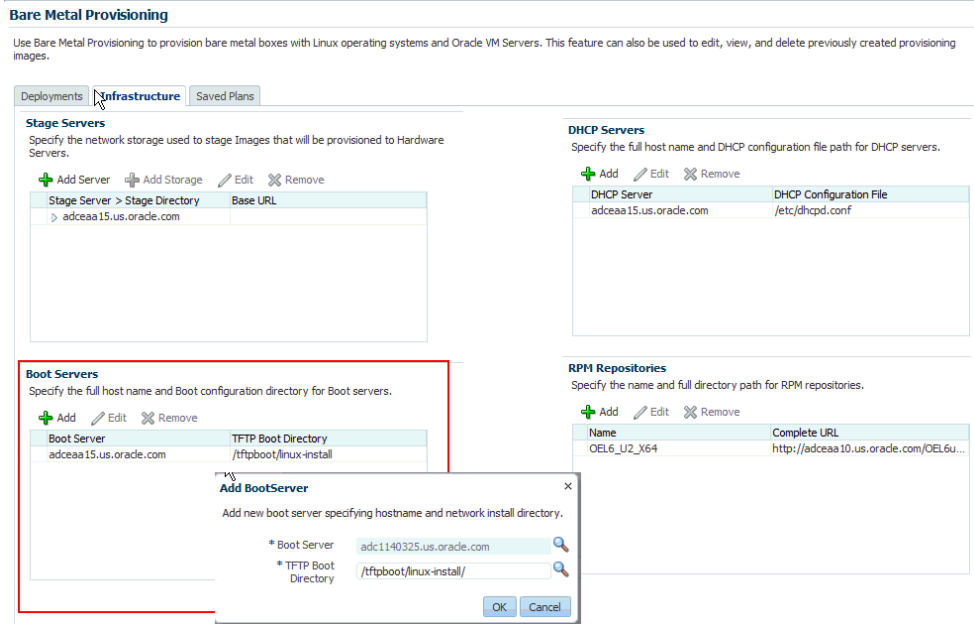 Bare Metal Provisioning
Use Bare Metal Provisioning to provision bare metal boxes with Linux operating systems and Oracle VM Servers. This feature can also be used to edit, view, and delete previously created provisioning
images.
Deployments Infrastructure Saved Plans
Stage Servers
Specify the network storage used to stage Images that will be provisioned to Hardware
Servers.
Add Server Add Storage Edit Remove
Stage Server > Stage Directory Base URL
adceaa15.us.oracle.com
DHCP Servers
Specify the full host name and DHCP configuration file path for DHCP servers.
Add Edit Remove
DHCP Server DHCP Configuration File
adceaa15.us.oracle.com /etc/dhcpd.conf
Boot Servers
Specify the full host name and Boot configuration directory for Boot servers.
Add Edit Remove
Boot Server TFTP Boot Directory
adceaa15.us.oracle.com /tftpboot/linux-install
RPM Repositories
Specify the name and full directory path for RPM repositories.
Add Edit Remove
Name Complete URL
OEL6_U2_X64 http://adceaa10.us.oracle.com/OEL6u...
Add BootServer
Add new boot server specifying hostname and network install directory.
* Boot Server adc1140325.us.oracle.com
* TFTP Boot
Directory /tftpboot/linux-install/
OK Cancel